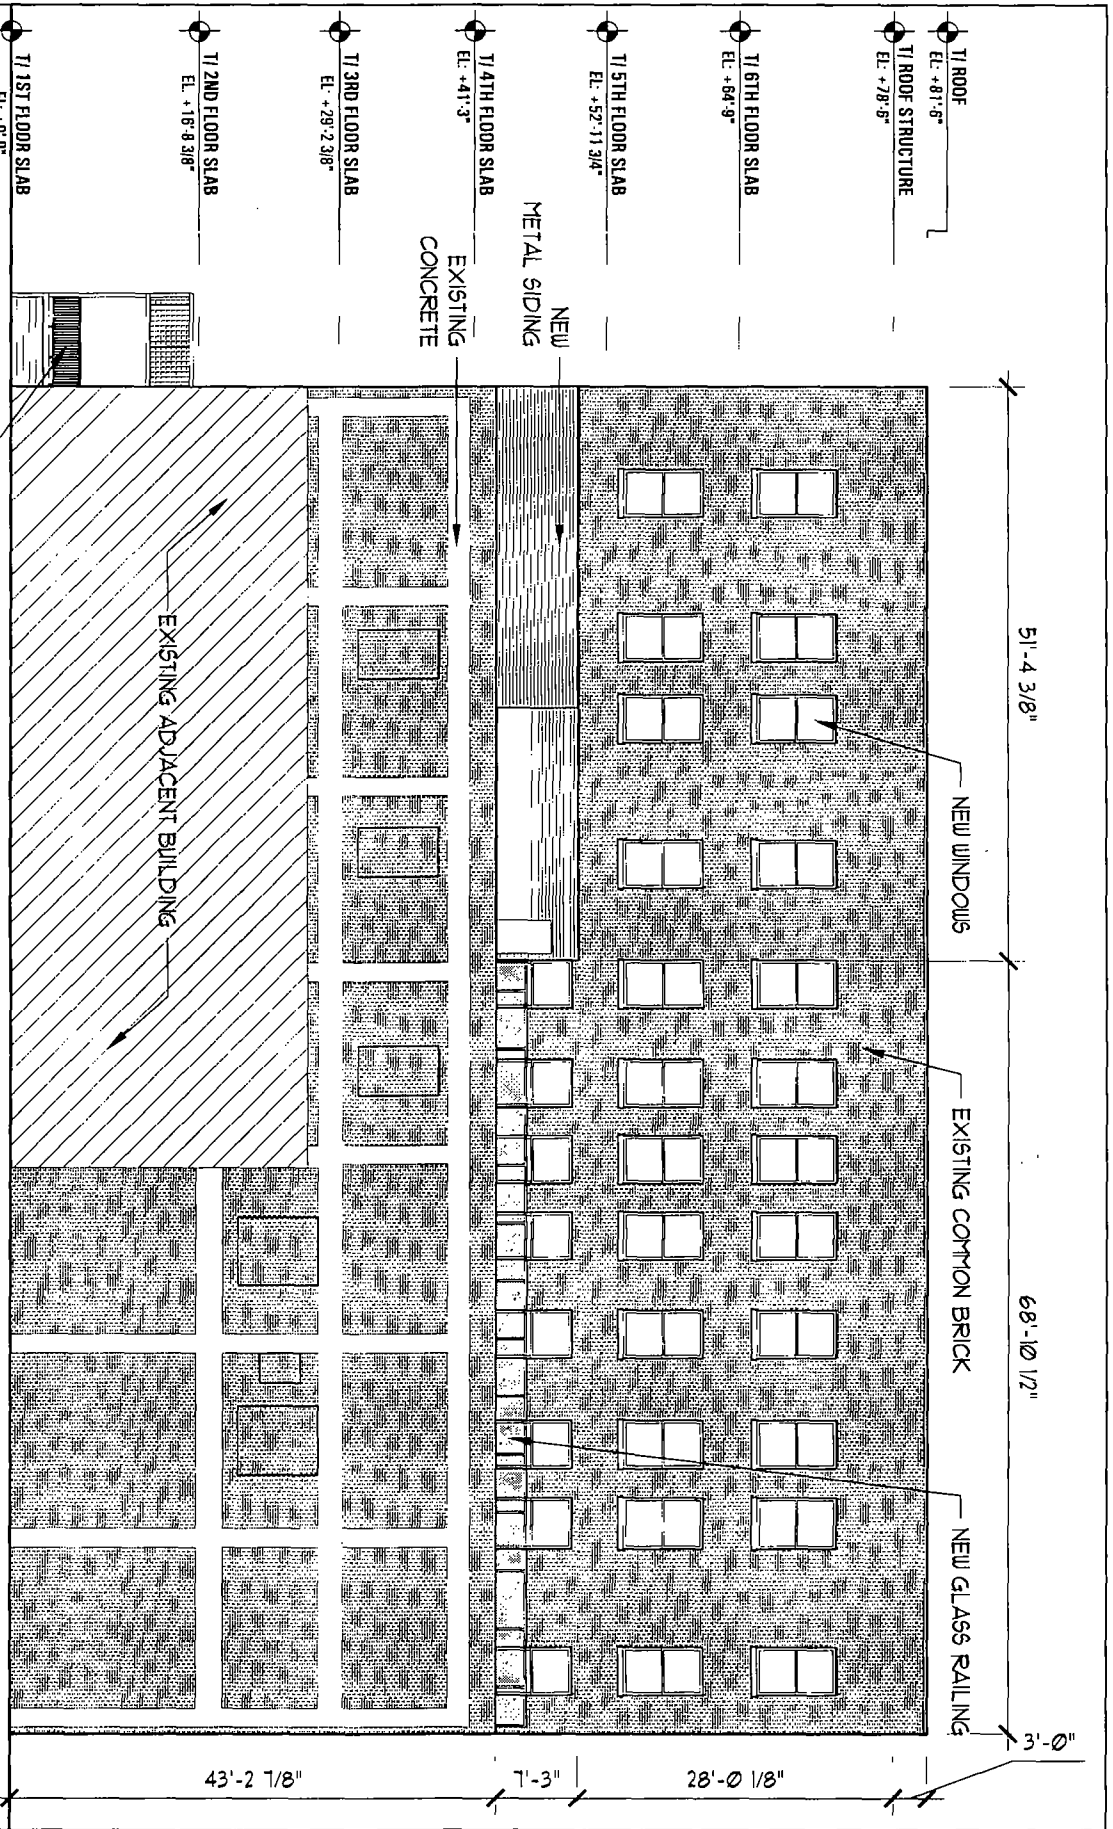 T/ ROOF
EL: +81'-6"
T/ ROOF STRUCTURE
EL: +78'-6"
T/ 6TH FLOOR SLAB
EL: +64'-9"
T/ 5TH FLOOR SLAB
EL: +52'-11 3/4"
T/ 4TH FLOOR SLAB
EL: +41'-3"
T/ 3RD FLOOR SLAB
EL: +29'-2 3/8"
T/ 2ND FLOOR SLAB
EL. +16'-8 3/8"
T/ 1ST FLOOR SLAB
51'-4 3/8"
68'-10 1/2"
NEW WINDOWS
EXISTING COMMON BRICK
NEW GLASS RAILING
NEW
METAL SIDING
EXISTING
CONCRETE
EXISTING ADJACENT BUILDING
3'-0"
28'-0 1/8"
7'-3"
43'-2 7/8"